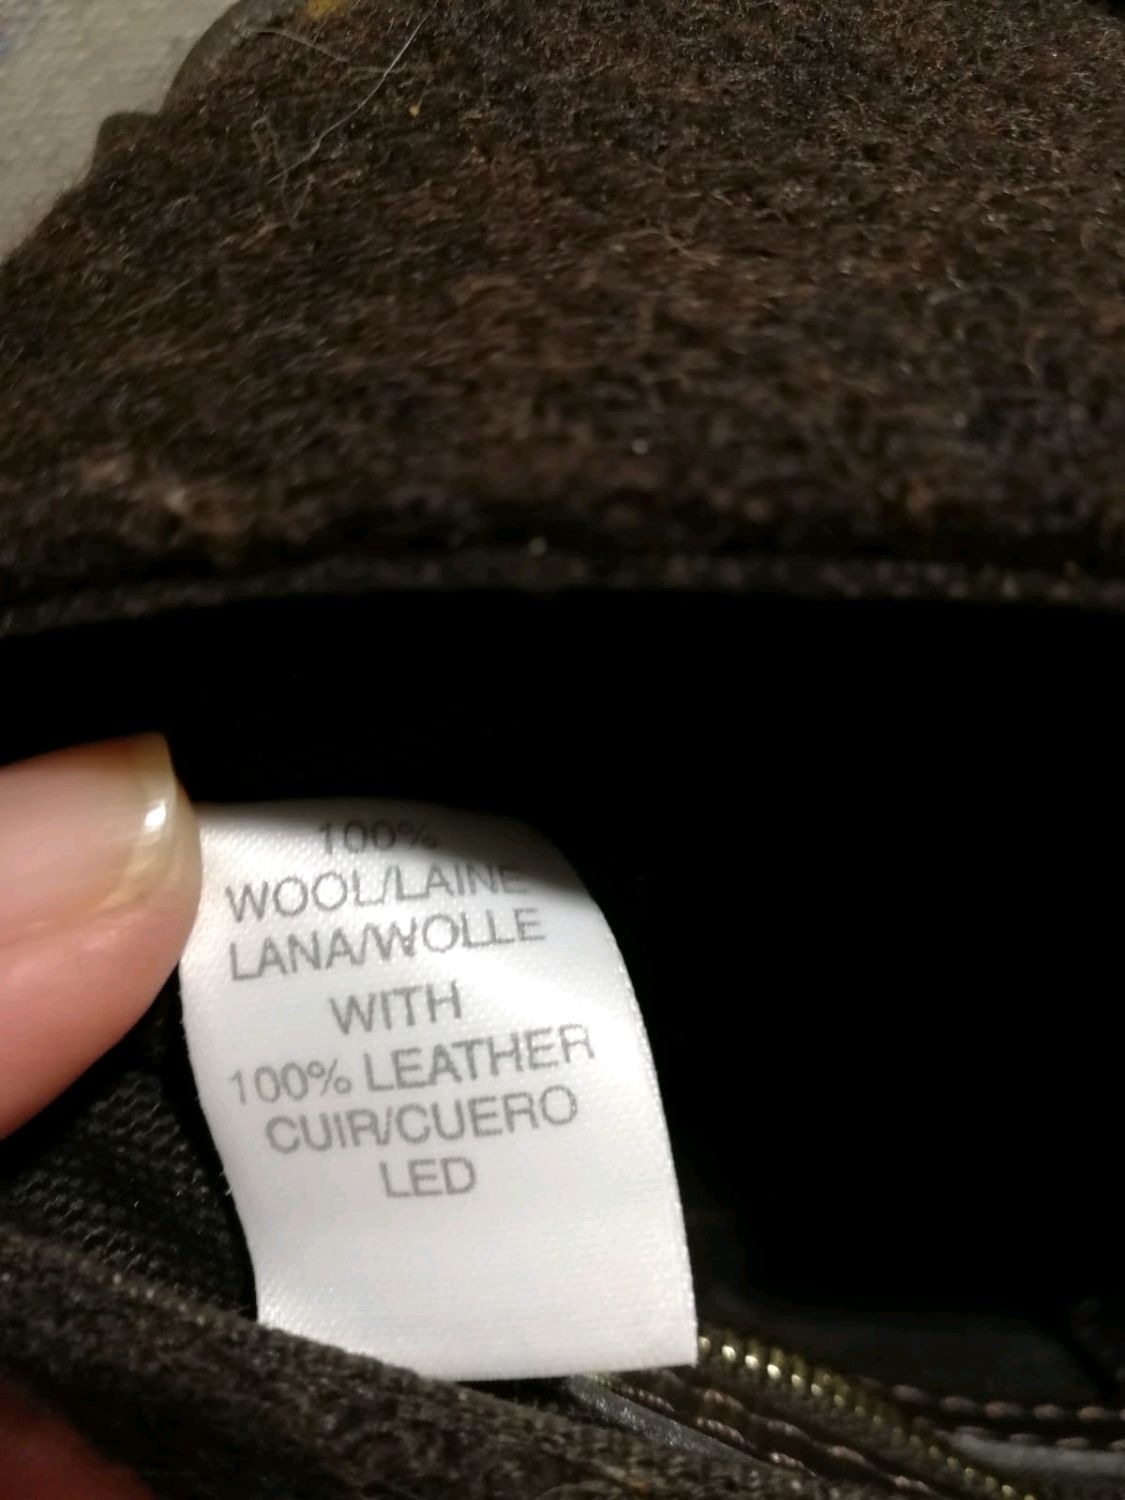 100%
WOOL/LAINE
LANA/WOLLE
WITH
100% LEATHER
CUIR/CUERO
LED